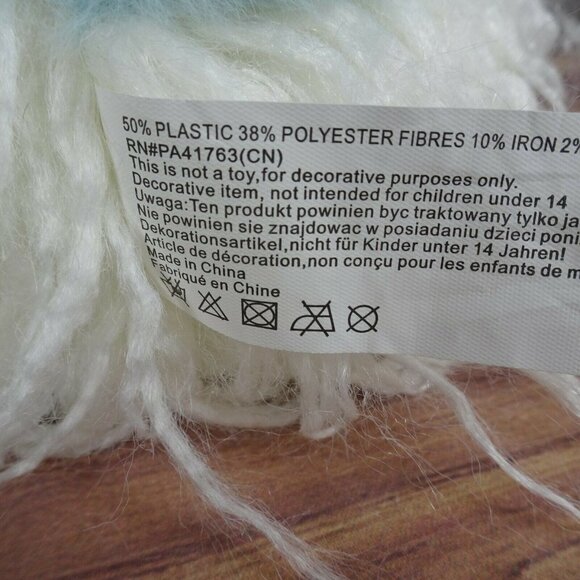 50% PLASTIC 38% POLYESTER FIBRES 10% IRON 2%
RN#PA41763(CN)
This is not a toy,for decorative purposes only.
Decorative item, not intended for children under 14
Uwaga:Ten produkt powinien byc traktowany tylko ja
Nie powinien sie znajdowac w posiadaniu dzieci poni
Dekorationsartikel,nicht für Kinder unter 14 Jahren!
Article de décoration,non conçu pour les enfants de m
Made in China
Fabriqué en Chine